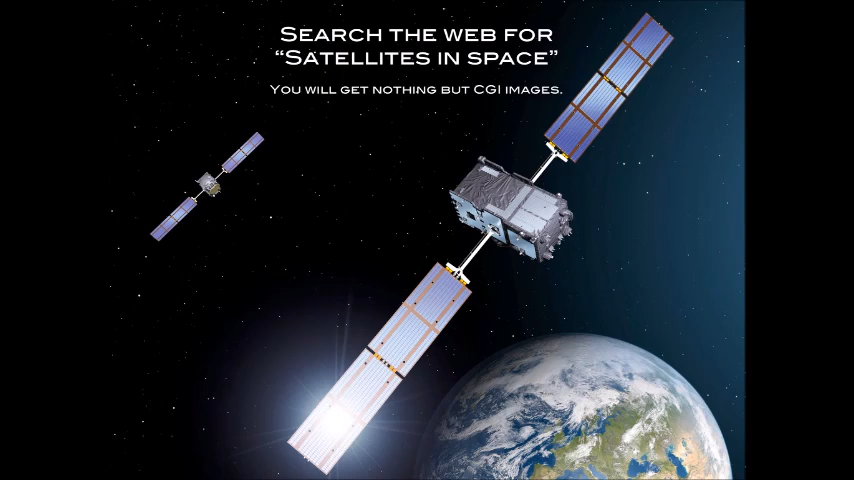 Search the web for
“Satellites in space”
You will get nothing but CGI images.